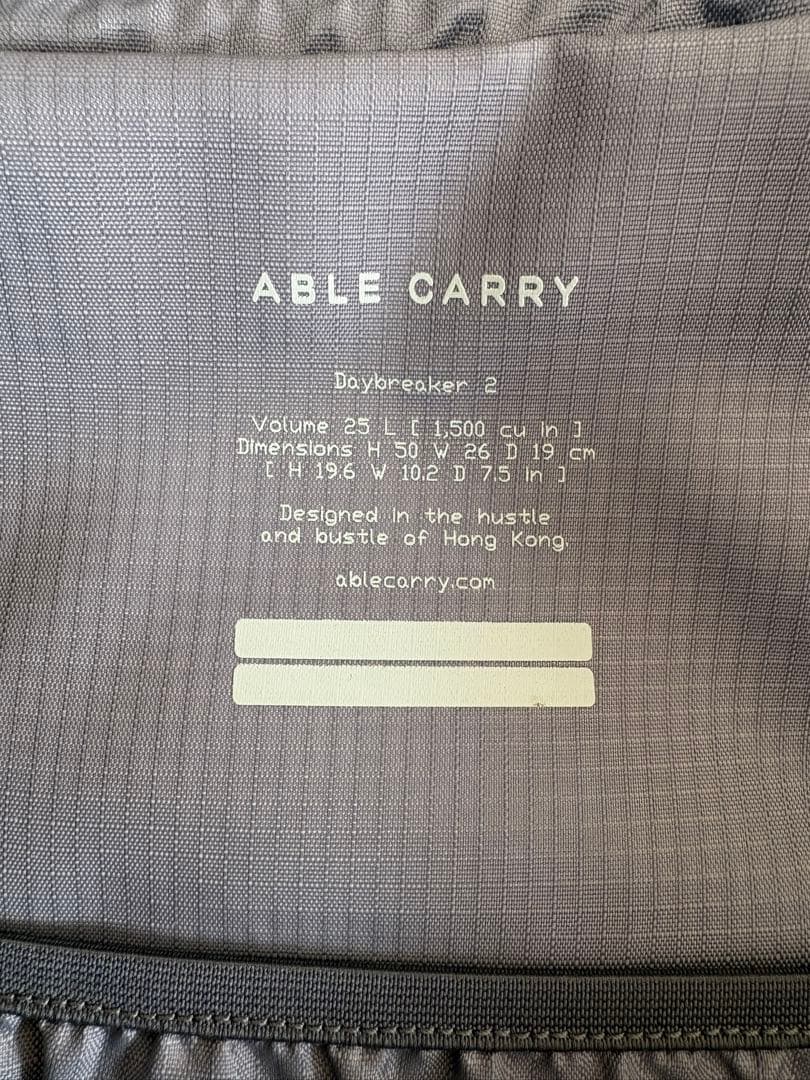 ABLE CARRY
Daybreaker 2
Volume 25 L [ 1,500 cu in ]
Dimensions H 50 W 26 D 19 cm
[ H 19.6 W 10.2 D 7.5 in ]
Designed in the hustle
and bustle of Hong Kong.
ablecarry.com